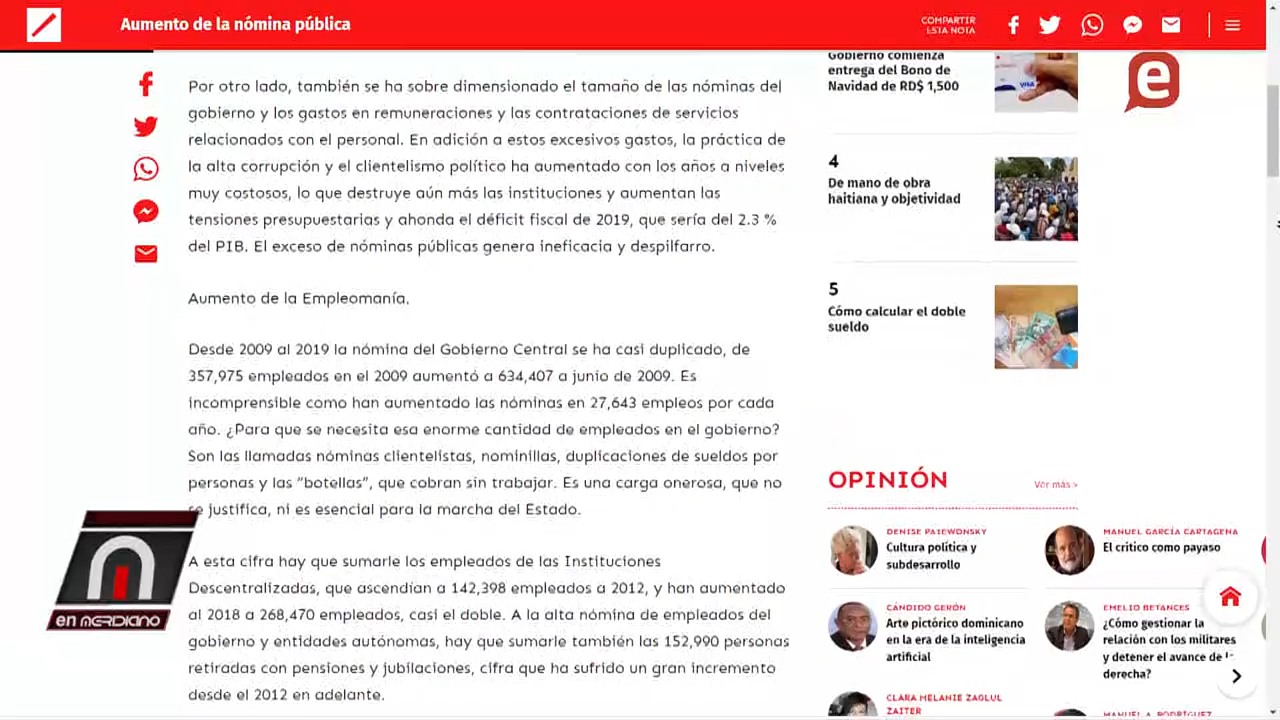 Aumento de la nómina pública
COMPARTIR
ESTA NOTA
Por otro lado, también se ha sobre dimensionado el tamaño de las nóminas del
gobierno y los gastos en remuneraciones y las contrataciones de servicios
relacionados con el personal. En adición a estos excesivos gastos, la práctica de
la alta corrupción y el clientelismo político ha aumentado con los años a niveles
muy costosos, lo que destruye aún más las instituciones y aumentan las
tensiones presupuestarias y ahonda el déficit fiscal de 2019, que sería del 2.3 %
del PIB. El exceso de nóminas públicas genera ineficacia y despilfarro.
Aumento de la Empleomanía.
Desde 2009 al 2019 la nómina del Gobierno Central se ha casi duplicado, de
357,975 empleados en el 2009 aumentó a 634,407 a junio de 2009. Es
incomprensible como han aumentado las nóminas en 27,643 empleos por cada
año. ¿Para que se necesita esa enorme cantidad de empleados en el gobierno?
Son las llamadas nóminas clientelistas, nominillas, duplicaciones de sueldos por
personas y las "botellas", que cobran sin trabajar. Es una carga onerosa, que no
se justifica, ni es esencial para la marcha del Estado.
A esta cifra hay que sumarle los empleados de las Instituciones
Descentralizadas, que ascendían a 142,398 empleados a 2012, y han aumentado
al 2018 a 268,470 empleados, casi el doble. A la alta nómina de empleados del
gobierno y entidades autónomas, hay que sumarle también las 152,990 personas
retiradas con pensiones y jubilaciones, cifra que ha sufrido un gran incremento
desde el 2012 en adelante.
en MERIDIANO
Gobierno comienza
entrega del Bono de
Navidad de RD$ 1,500
VISA
e
4
De mano de obra
haitiana y objetividad
5
Cómo calcular el doble
sueldo
OPINIÓN
Ver más >
DENISE PAIEWONSKY
Cultura política y
subdesarrollo
MANUEL GARCÍA CARTAGENA
El crítico como payaso
CÁNDIDO GERÓN
Arte pictórico dominicano
en la era de la inteligencia
artificial
EMELIO BETANCES
¿Cómo gestionar la
relación con los militares
y detener el avance de la
derecha?
CLARA MELANIE ZAGLUL
ZAITER
MANUEL A. RODRÍGUEZ